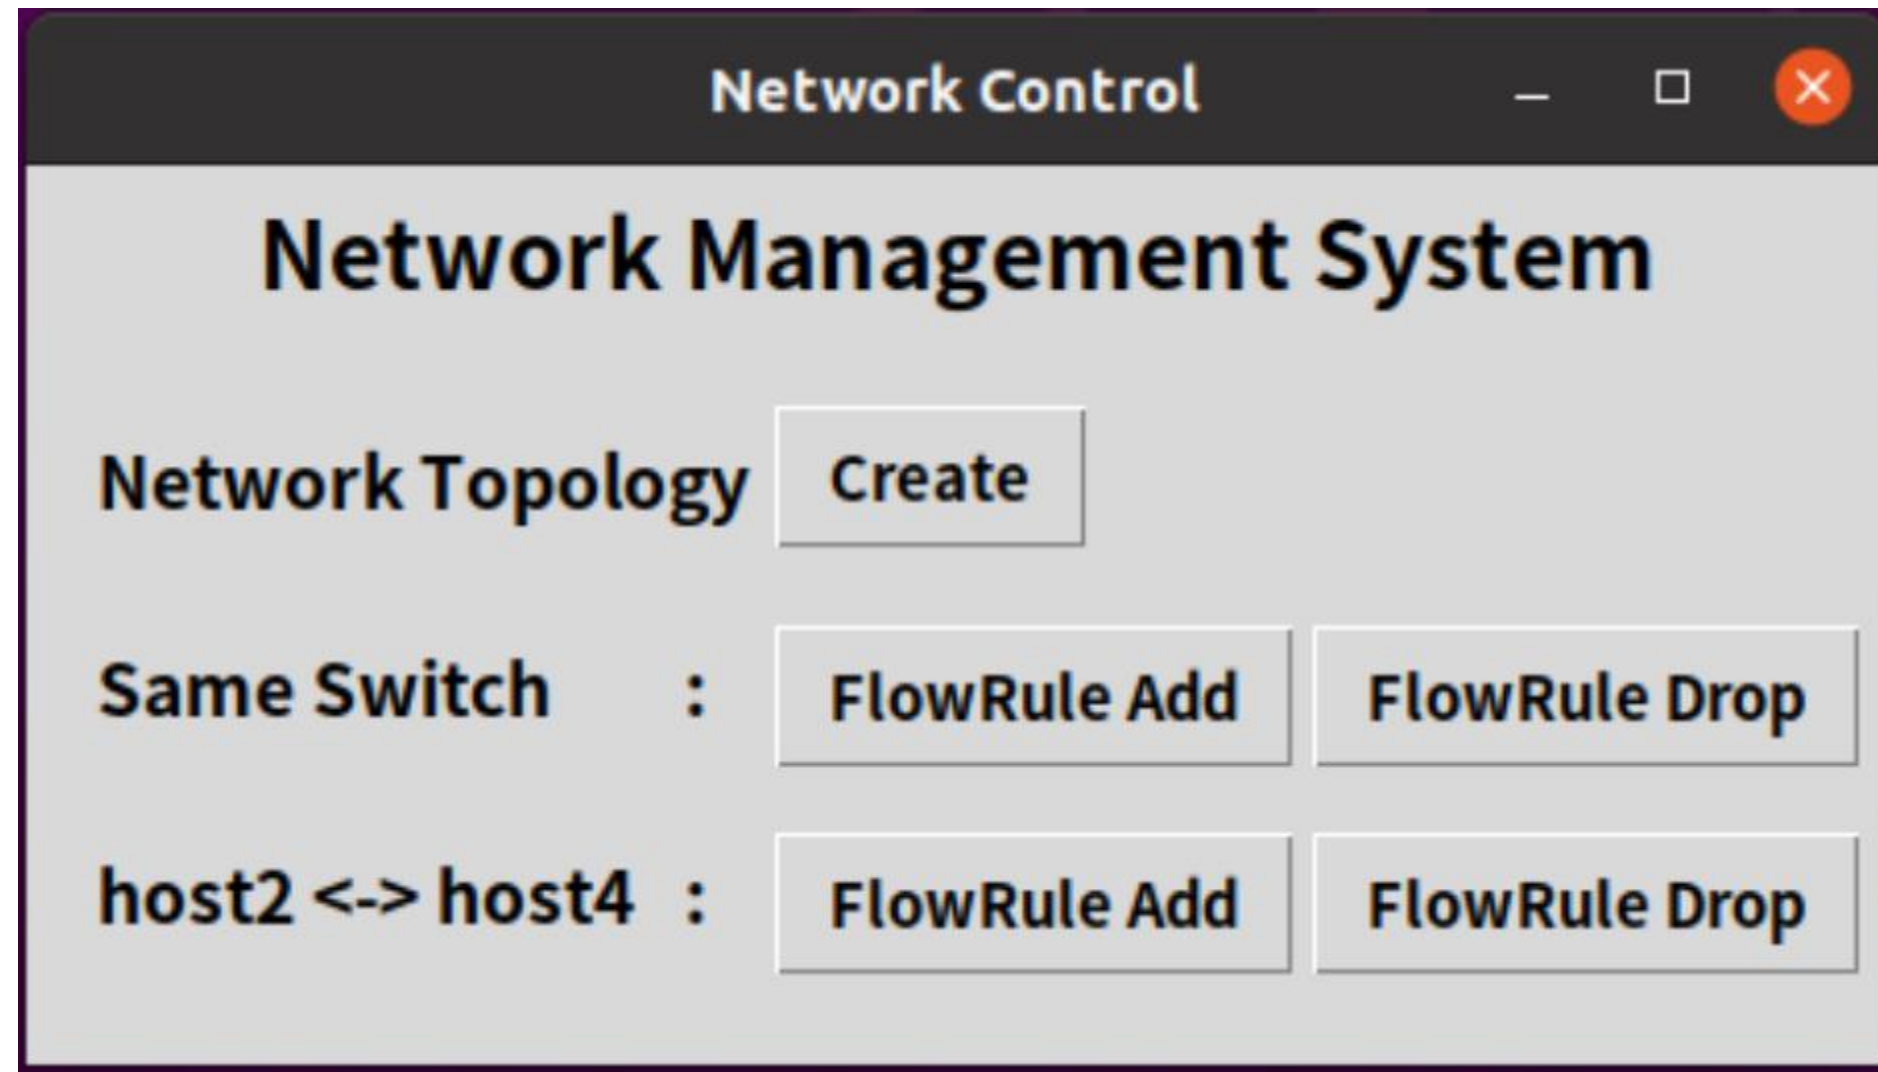 Network Control
Network Management System
Network Topology Create
Same Switch : FlowRule Add FlowRule Drop
host2 <-> host4 : FlowRule Add FlowRule Drop